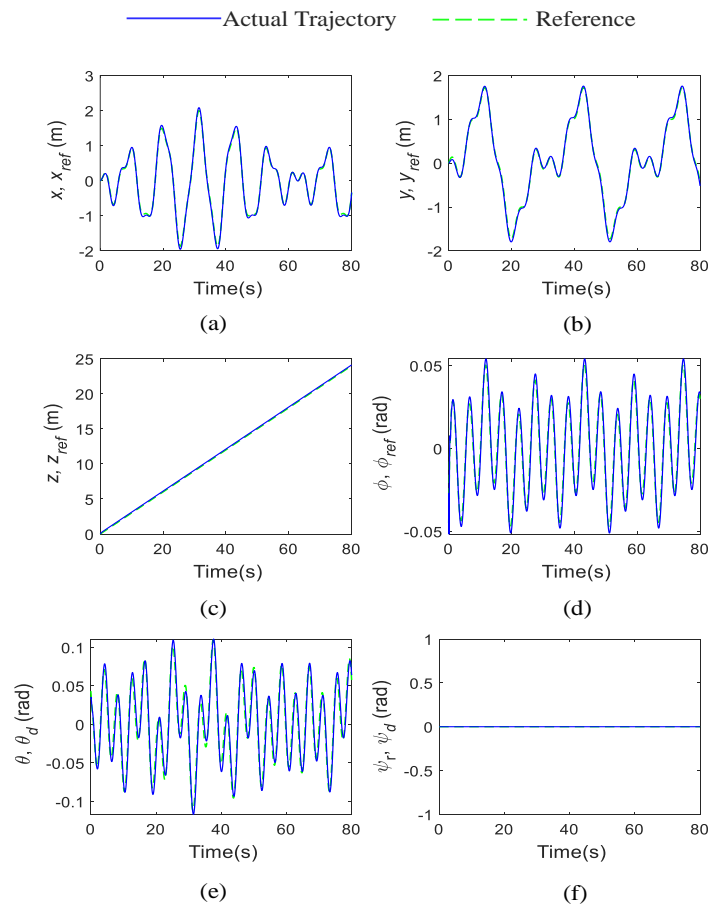 Actual Trajectory
Reference
x, x_ref (m)
3
2
1
0
-1
-2
0 20 40 60 80
Time(s)
(a)
y, y_ref (m)
2
1
0
-1
-2
0 20 40 60 80
Time(s)
(b)
z, z_ref (m)
25
20
15
10
5
0
0 20 40 60 80
Time(s)
(c)
ϕ, ϕ_ref (rad)
0.05
0
-0.05
0 20 40 60 80
Time(s)
(d)
θ, θ_d (rad)
0.1
0.05
0
-0.05
-0.1
0 20 40 60 80
Time(s)
(e)
ψ_r, ψ_d (rad)
1
0.5
0
-0.5
-1
0 20 40 60 80
Time(s)
(f)